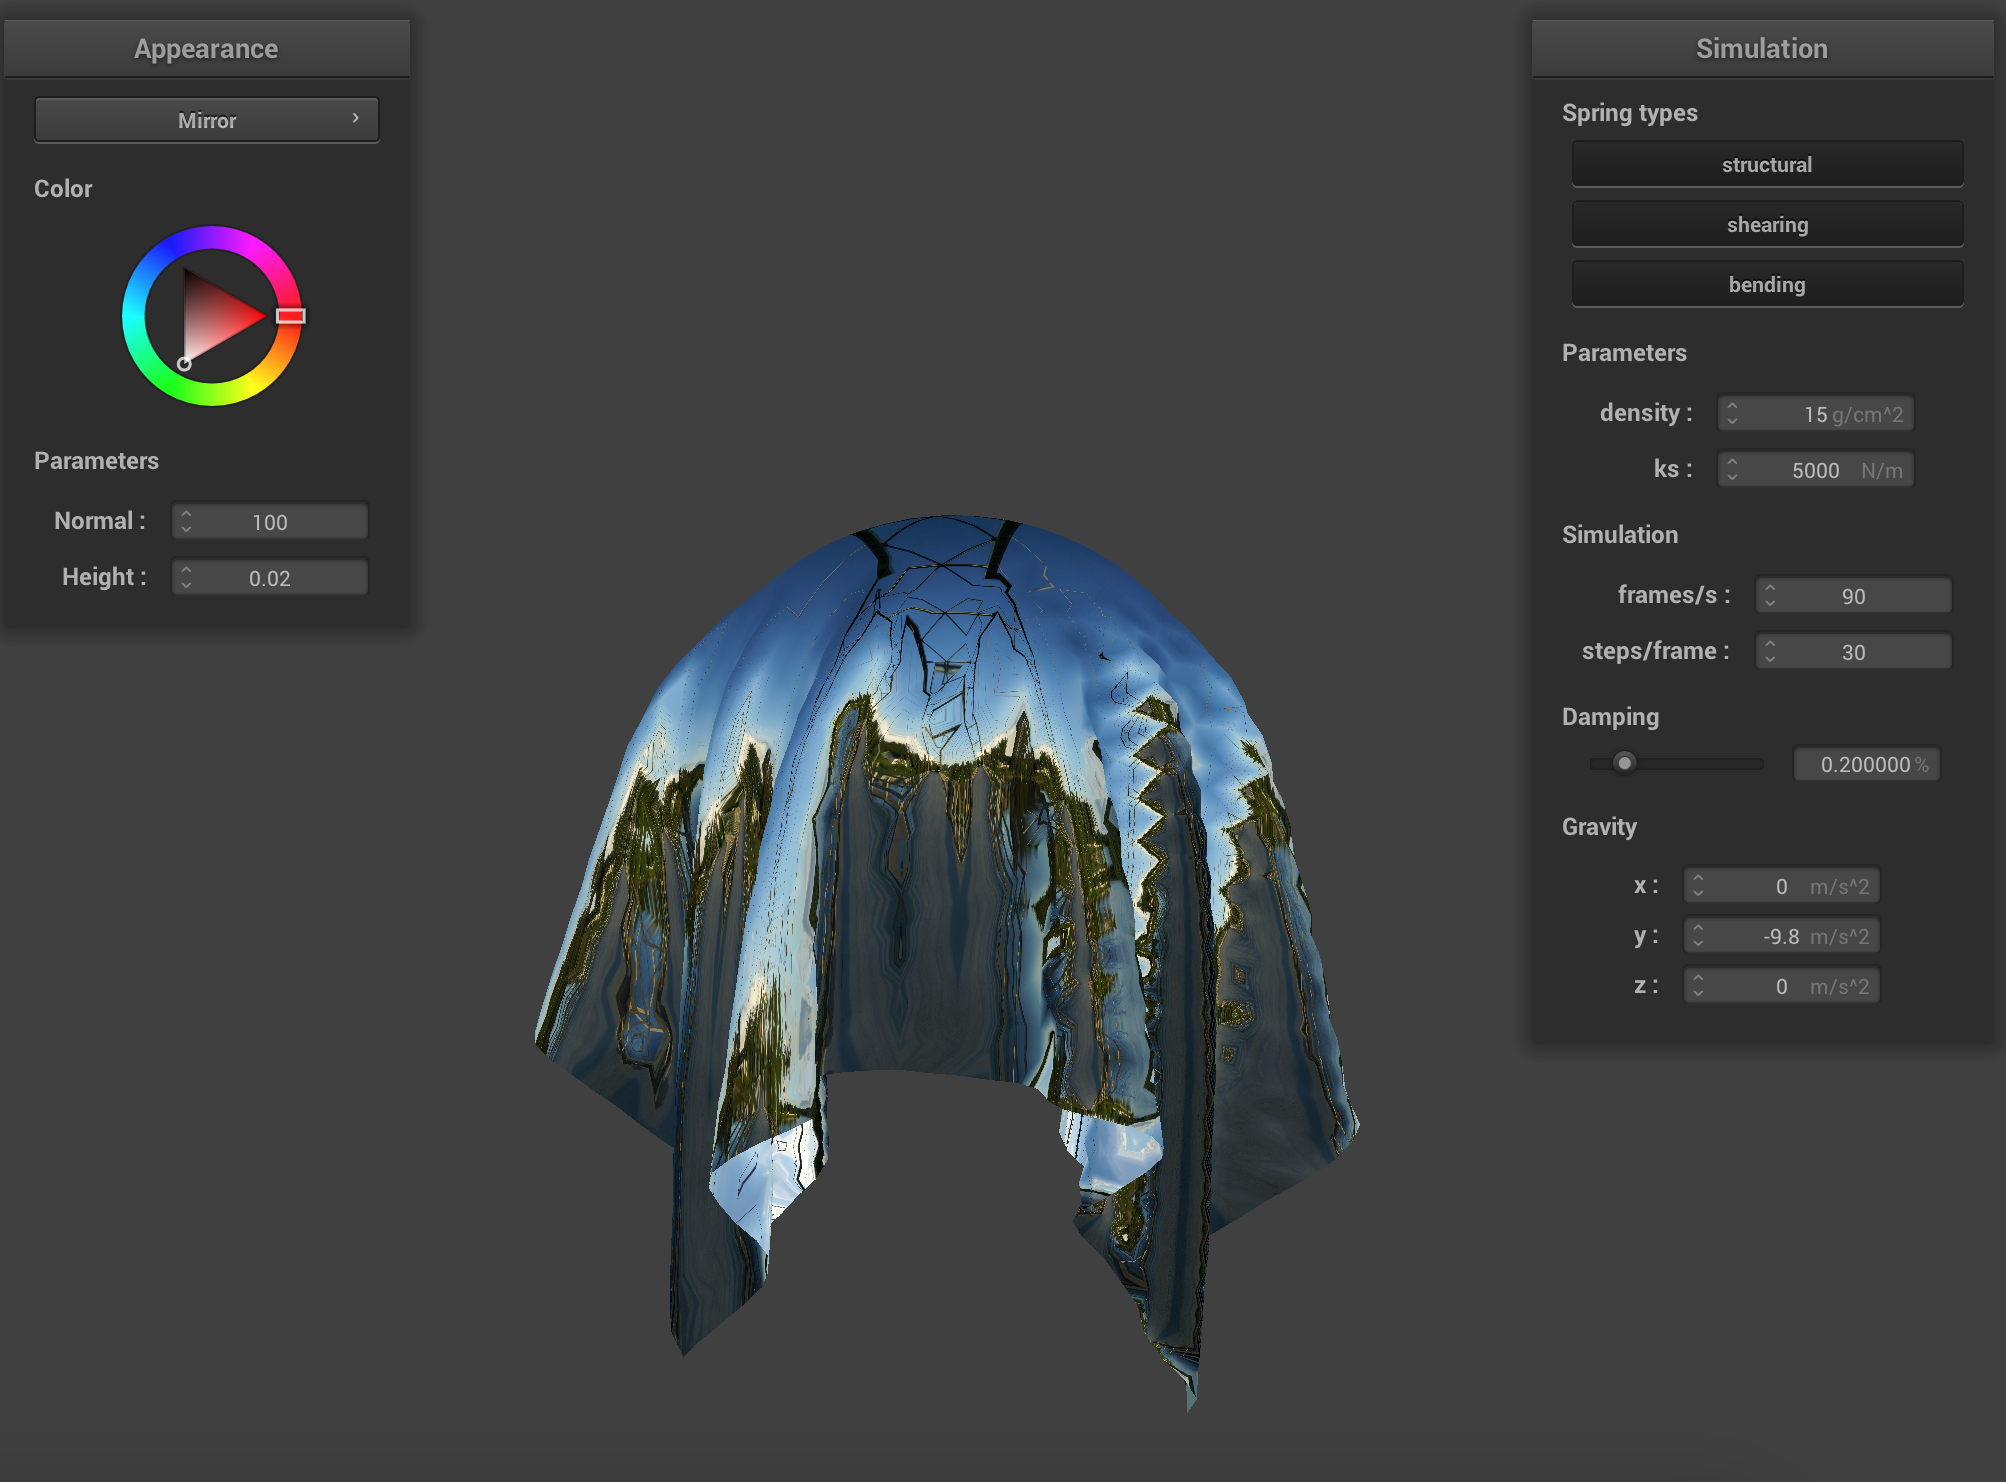 Appearance
Mirror
Color
Parameters
Normal : 100
Height : 0.02
Simulation
Spring types
structural
shearing
bending
Parameters
density : 15 g/cm^2
ks : 5000 N/m
Simulation
frames/s : 90
steps/frame : 30
Damping
0.200000 %
Gravity
x : 0 m/s^2
y : -9.8 m/s^2
z : 0 m/s^2